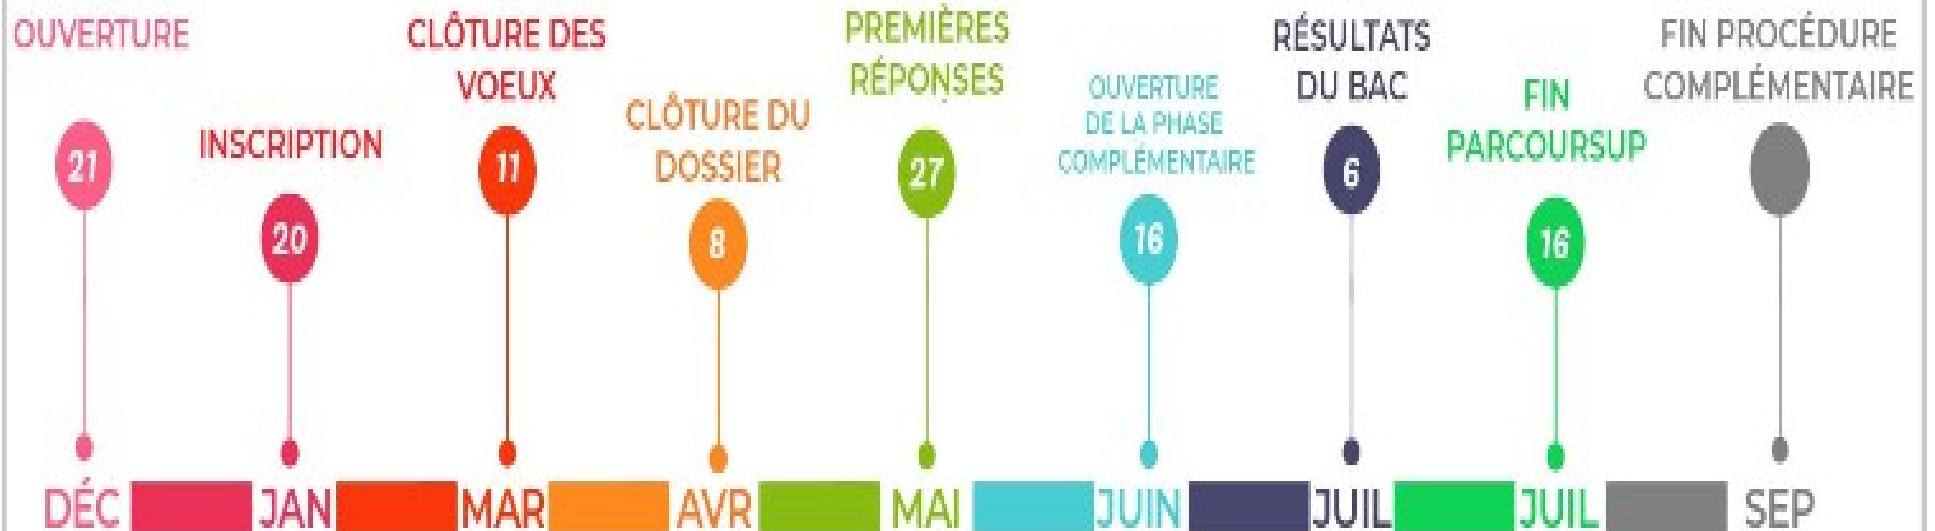 OUVERTURE
21
DÉC
INSCRIPTION
20
JAN
CLÔTURE DES
VOEUX
11
MAR
CLÔTURE DU
DOSSIER
8
AVR
PREMIÈRES
RÉPONSES
27
MAI
OUVERTURE
DE LA PHASE
COMPLÉMENTAIRE
16
JUIN
RÉSULTATS
DU BAC
6
JUIL
FIN
PARCOURSUP
16
JUIL
FIN PROCÉDURE
COMPLÉMENTAIRE
SEP